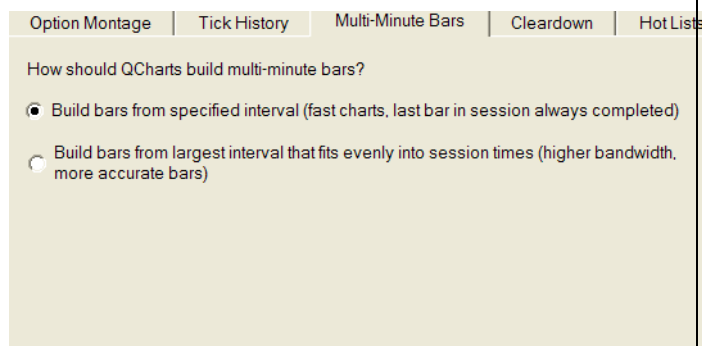 Option Montage Tick History Multi-Minute Bars Cleardown Hot Lists
How should QCharts build multi-minute bars?
Build bars from specified interval (fast charts, last bar in session always completed)
Build bars from largest interval that fits evenly into session times (higher bandwidth,
more accurate bars)